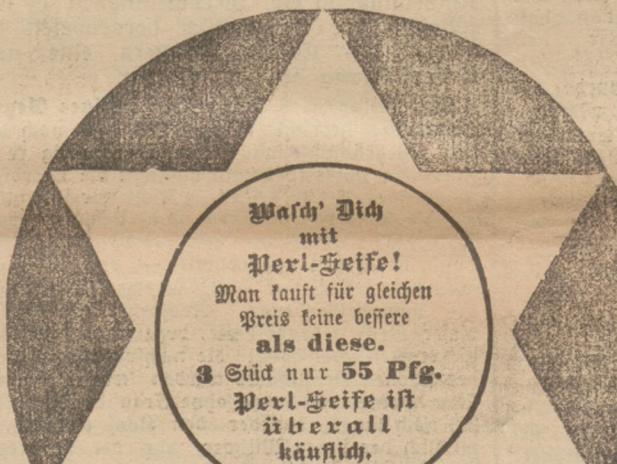 Wasch' Dich
mit
Perl-Seife!
Man kauft für gleichen
Preis keine bessere
als diese.
3 Stück nur 55 Pfg.
Perl-Seife ist
überall
käuflich.